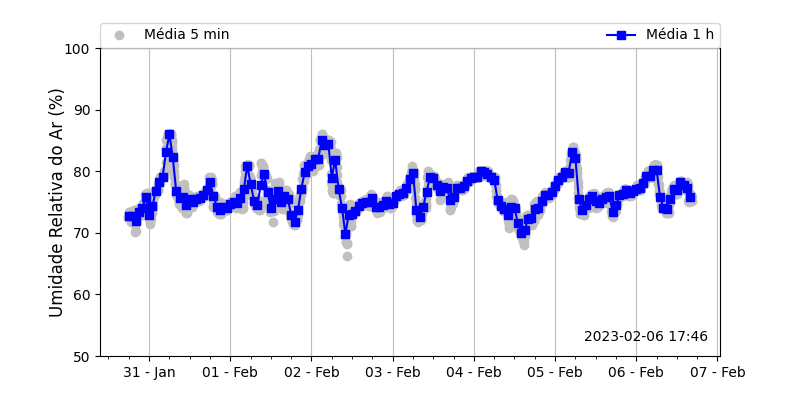 Média 5 min
Média 1 h
Umidade Relativa do Ar (%)
100
90
80
70
60
50
2023-02-06 17:46
31 - Jan
01 - Feb
02 - Feb
03 - Feb
04 - Feb
05 - Feb
06 - Feb
07 - Feb